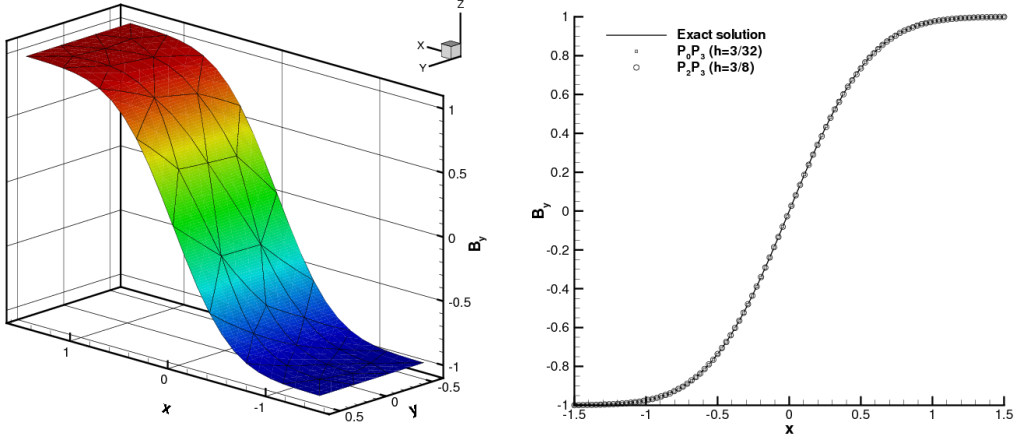 Z
X
Y
1
0.5
0
-0.5
-1
B_y
1
0
-1
x
-0.5
0
0.5
y
Exact solution
P_0P_3 (h=3/32)
P_2P_3 (h=3/8)
1
0.8
0.6
0.4
0.2
0
-0.2
-0.4
-0.6
-0.8
-1
B_y
-1.5
-1
-0.5
0
0.5
1
1.5
x